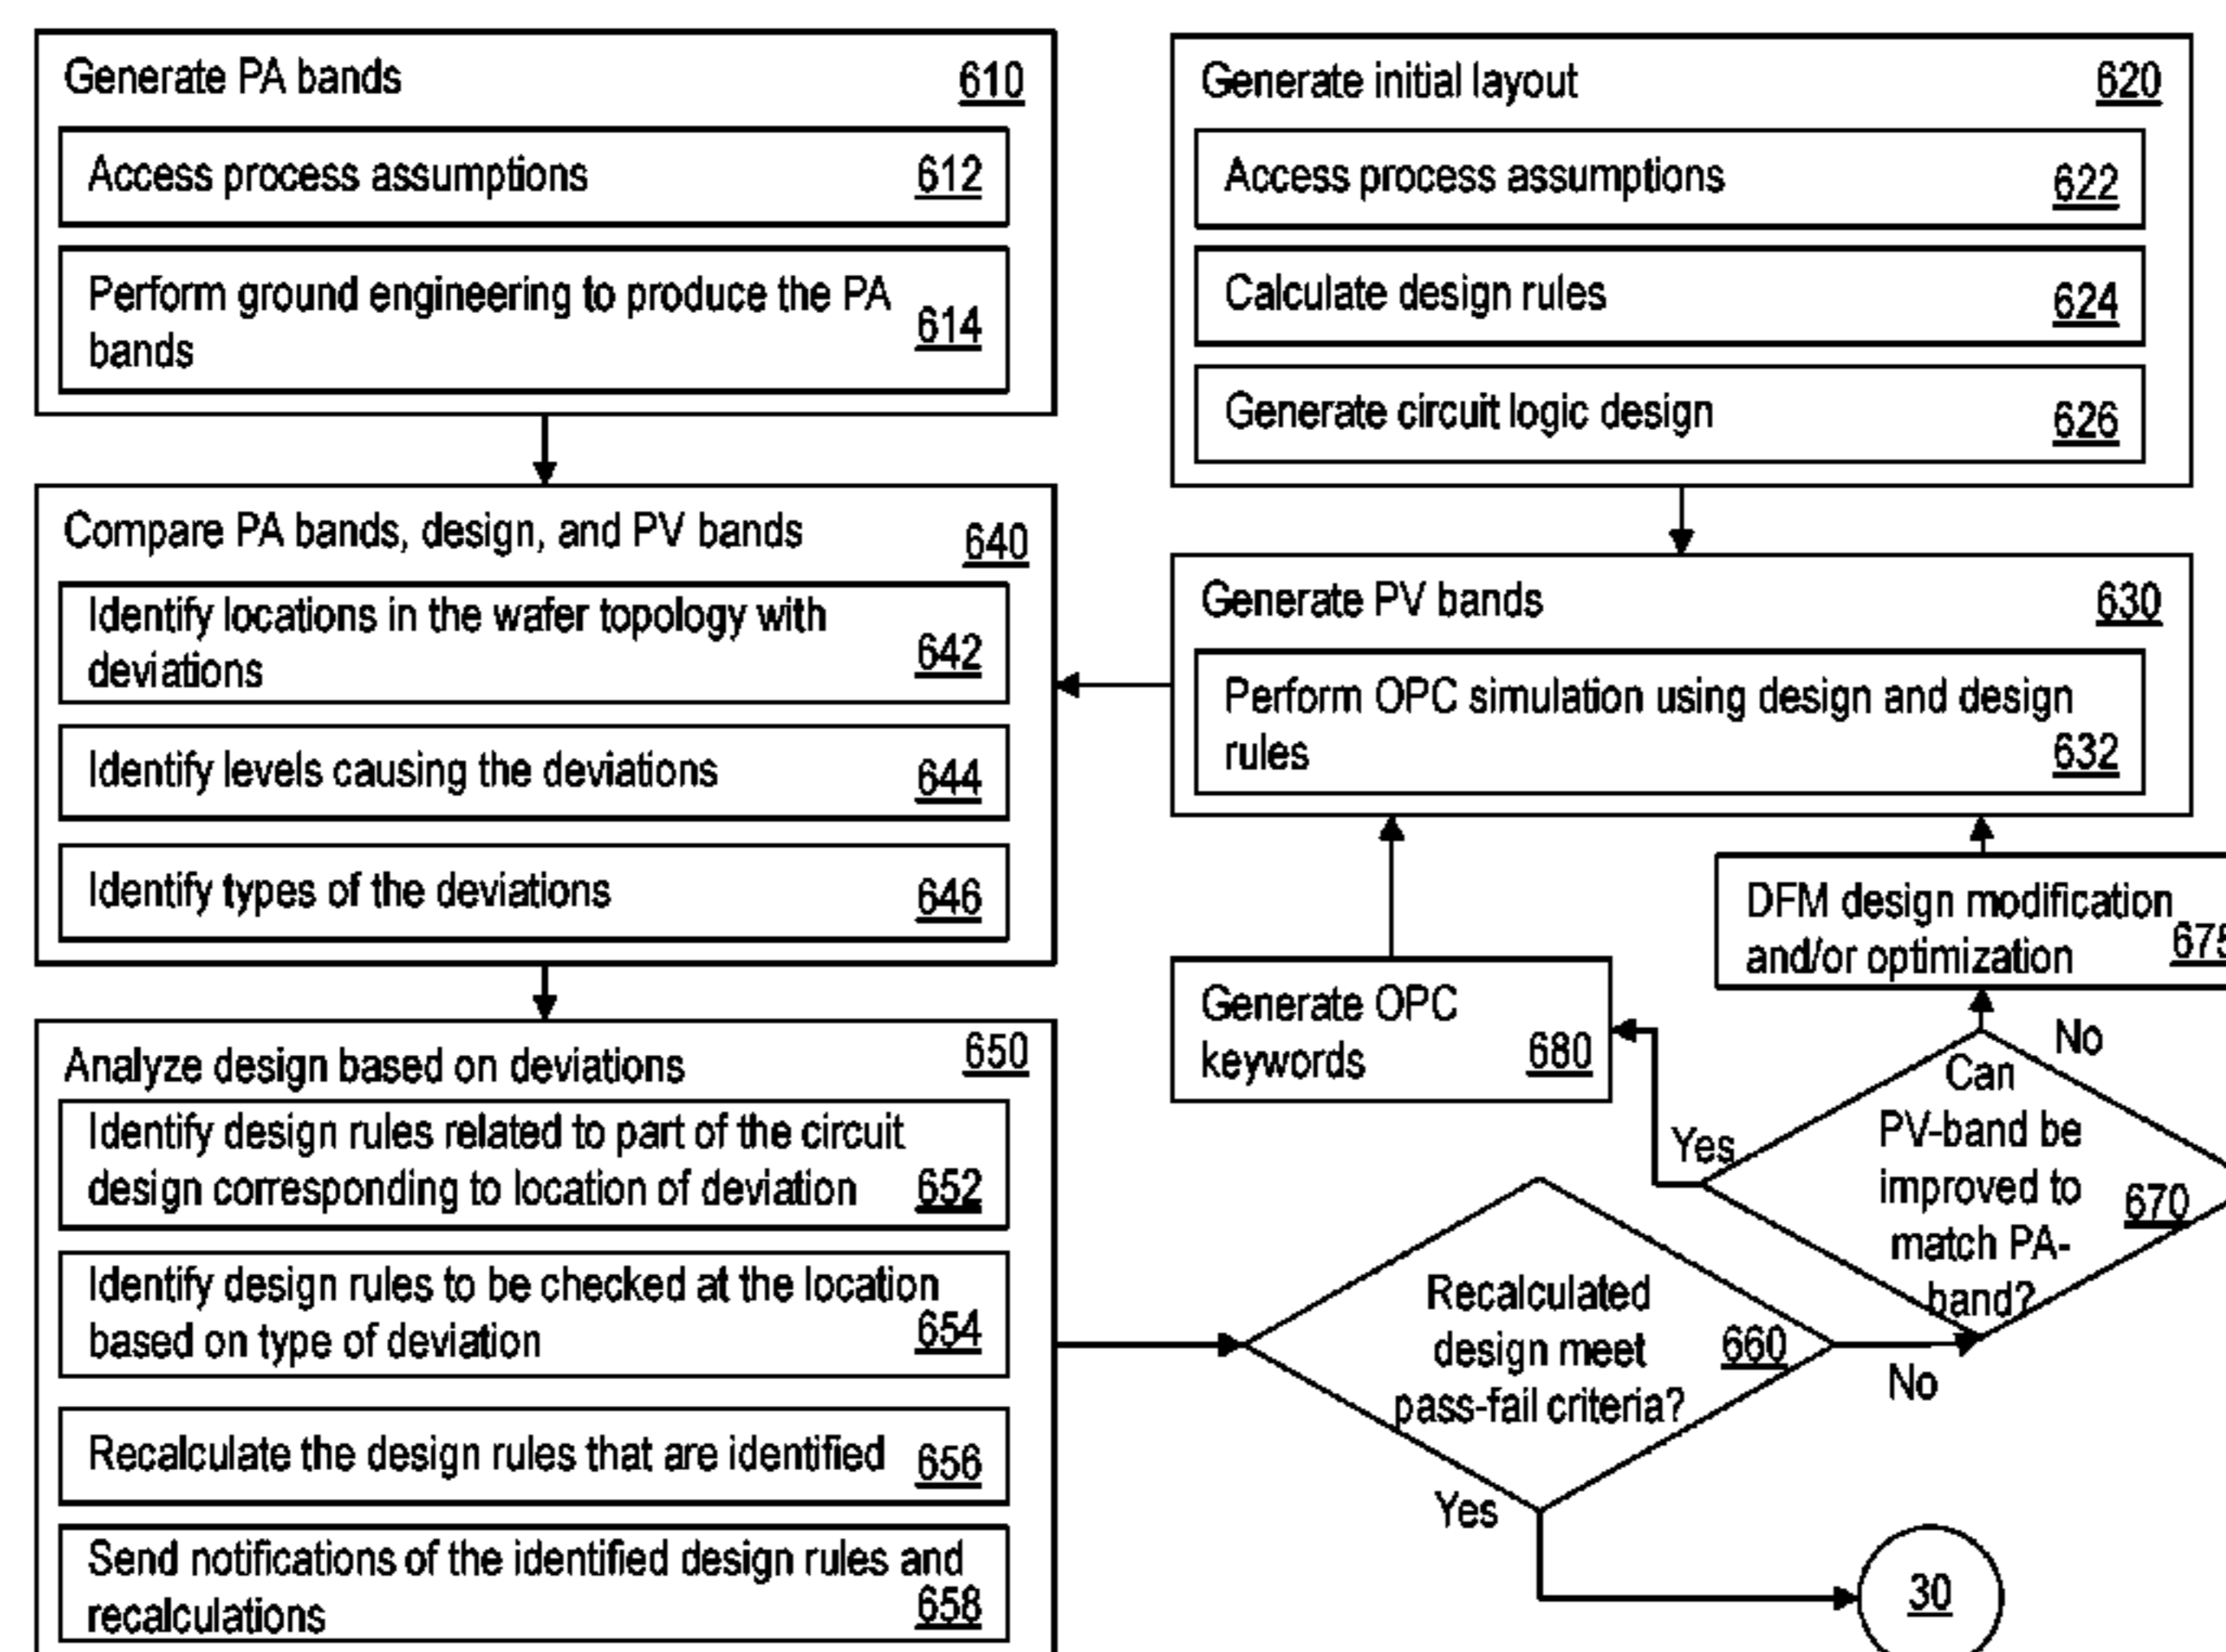 Generate PA bands 610
Access process assumptions 612
Perform ground engineering to produce the PA
bands 614
Generate initial layout 620
Access process assumptions 622
Calculate design rules 624
Generate circuit logic design 626
Compare PA bands, design, and PV bands 640
Identify locations in the wafer topology with
deviations 642
Identify levels causing the deviations 644
Identify types of the deviations 646
Generate PV bands 630
Perform OPC simulation using design and design
rules 632
DFM design modification
and/or optimization 675
Generate OPC
keywords 680
No
Can
PV-band be
improved to
match PA-
band?
670
Yes
Analyze design based on deviations 650
Identify design rules related to part of the circuit
design corresponding to location of deviation 652
Identify design rules to be checked at the location
based on type of deviation 654
Recalculate the design rules that are identified 656
Send notifications of the identified design rules and
recalculations 658
Recalculated
design meet
pass-fail criteria?
660
No
Yes
30